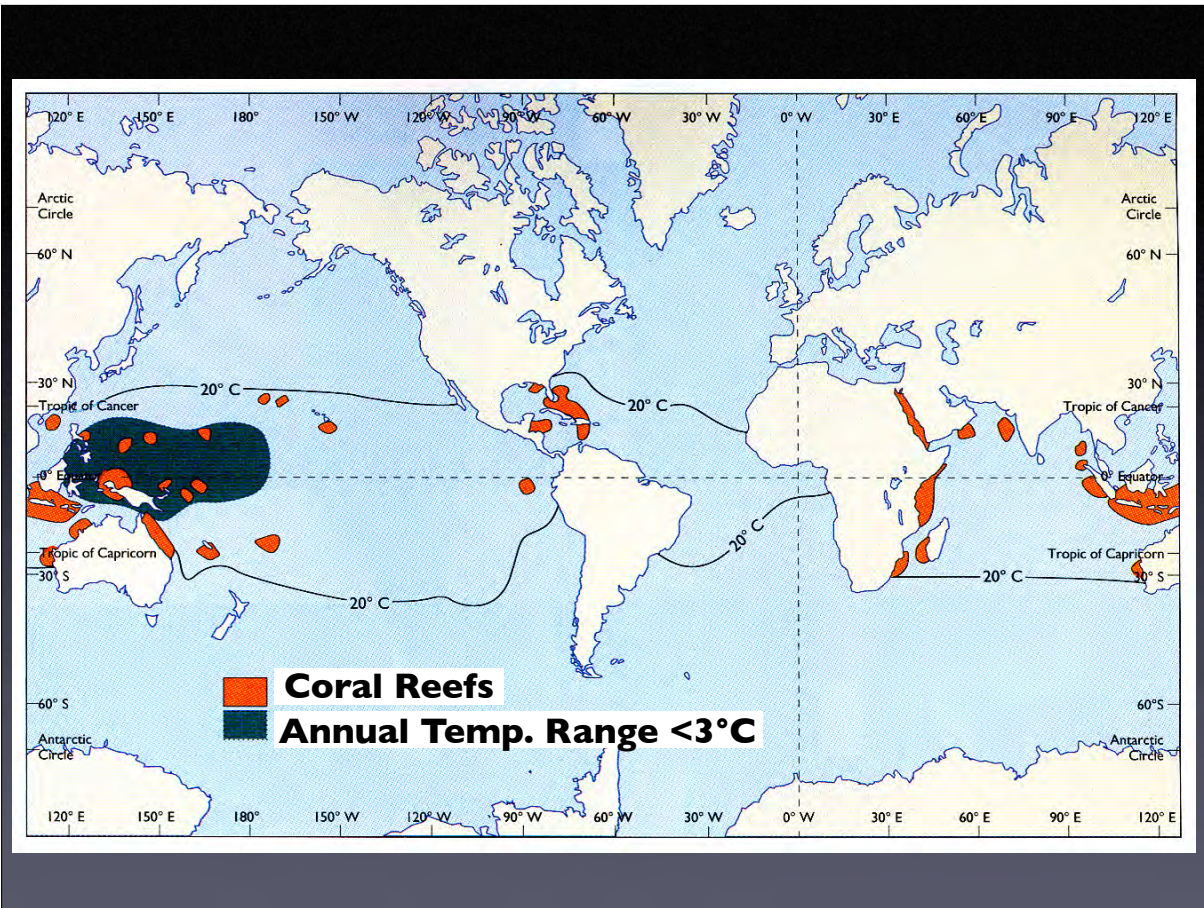 120° E 150° E 180° 150° W 120° W 90° W 60° W 30° W 0° W 30° E 60° E 90° E 120° E
Arctic
Circle
Arctic
Circle
60° N
60° N
30° N
30° N
20° C
20° C
Tropic of Cancer
Tropic of Cancer
0° Equator
0° Equator
20° C
Tropic of Capricorn
Tropic of Capricorn
30° S
20° C
30° S
20° C
Coral Reefs
60° S
60°S
Annual Temp. Range <3°C
Antarctic
Circle
Antarctic
Circle
120° E 150° E 180° 150° W 120° W 90° W 60° W 30° W 0° W 30° E 60° E 90° E 120° E